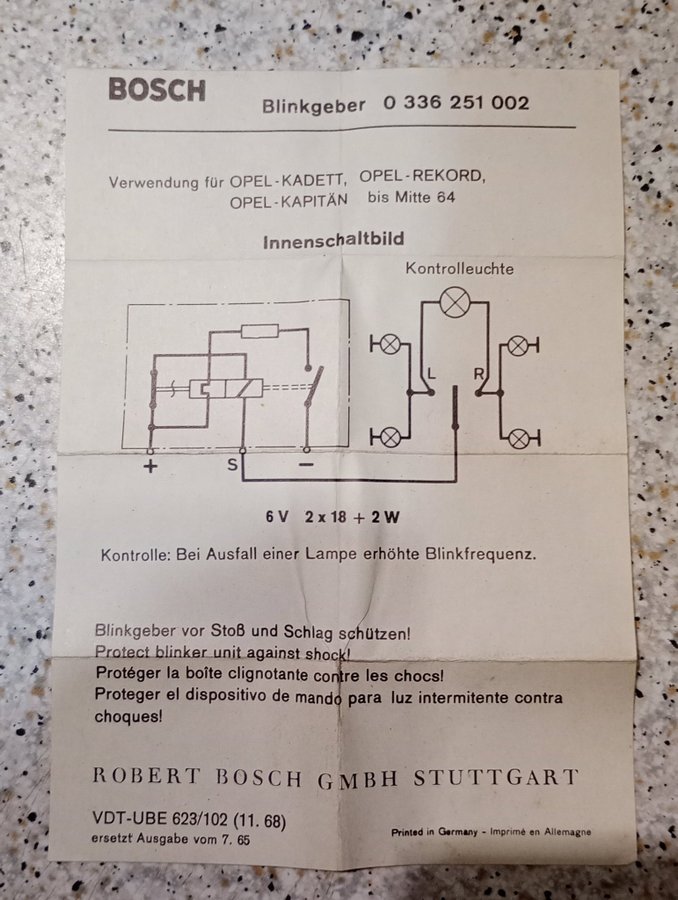 BOSCH
Blinkgeber 0 336 251 002
Verwendung für OPEL-KADETT, OPEL-REKORD,
OPEL-KAPITÄN bis Mitte 64
Innenschaltbild
Kontrolleuchte
L R
+ S −
6 V 2 x 18 + 2 W
Kontrolle: Bei Ausfall einer Lampe erhöhte Blinkfrequenz.
Blinkgeber vor Stoß und Schlag schützen!
Protect blinker unit against shock!
Protéger la boîte clignotante contre les chocs!
Proteger el dispositivo de mando para luz intermitente contra
choques!
ROBERT BOSCH GMBH STUTTGART
VDT-UBE 623/102 (11. 68)
ersetzt Ausgabe vom 7. 65
Printed in Germany - Imprimé en Allemagne